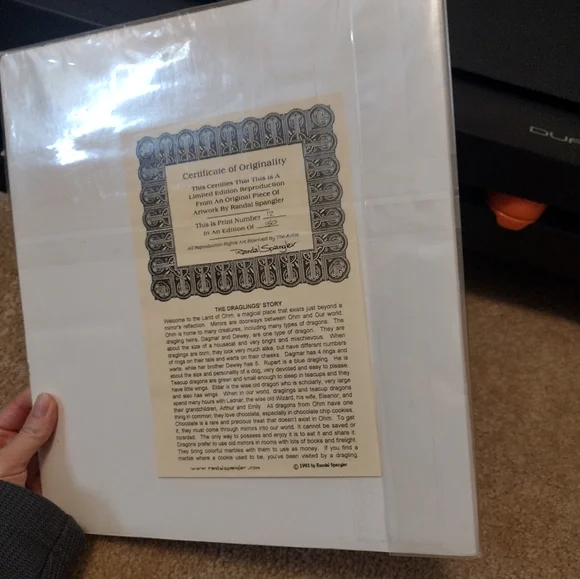 Certificate of Originality
This Certifies That This is A
Limited Edition Reproduction
From An Original Piece Of
Artwork By Randal Spangler
This is Print Number
In An Edition Of 150
All Reproduction Rights Are Reserved By The Artist
Randal Spangler
THE DRAGLINGS' STORY
Welcome to the Land of Ohm, a magical place that exists just beyond a
mirror's reflection. Mirrors are doorways between Ohm and Our world.
Ohm is home to many creatures, including many types of dragons. The
dragling twins, Dagmar and Dewey, are one type of dragon. They are
about the size of a housecat and very bright and mischievous. When
draglings are born, they look very much alike, but have different numbers
of rings on their tails and warts on their cheeks. Dagmar has 4 rings and
warts, while her brother Dewey has 5. Rupert is a blue dragling. He is
about the size and personality of a dog, very devoted and easy to please.
Teacup dragons are green and small enough to sleep in teacups and they
have little wings. Eldar is the wise old dragon who is scholarly, very large
and also has wings. When in our world, draglings and teacup dragons
spend many hours with Ladnar, the wise old Wizard, his wife, Eleanor, and
their grandchildren, Arthur and Emily. All dragons from Ohm have one
thing in common; they love chocolate, especially in chocolate chip cookies.
Chocolate is a rare and precious treat that doesn't exist in Ohm. To get
it, they must come through mirrors into our world. It cannot be saved or
hoarded. The only way to possess and enjoy it is to eat it and share it.
Dragons prefer to use old mirrors in rooms with lots of books and firelight.
They bring colorful marbles with them to use as money. If you find a
marble where a cookie used to be, you've been visited by a dragling.
www.randalspangler.com © 1993 by Randal Spangler
DUR